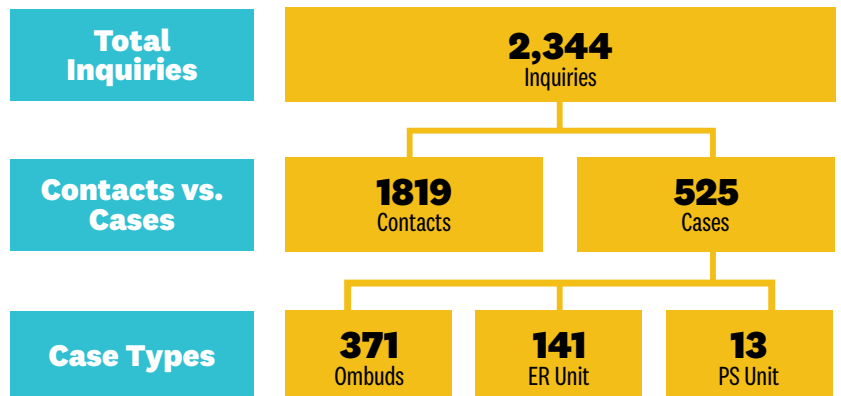 Total
Inquiries
2,344
Inquiries
Contacts vs.
Cases
1819
Contacts
525
Cases
Case Types
371
Ombuds
141
ER Unit
13
PS Unit